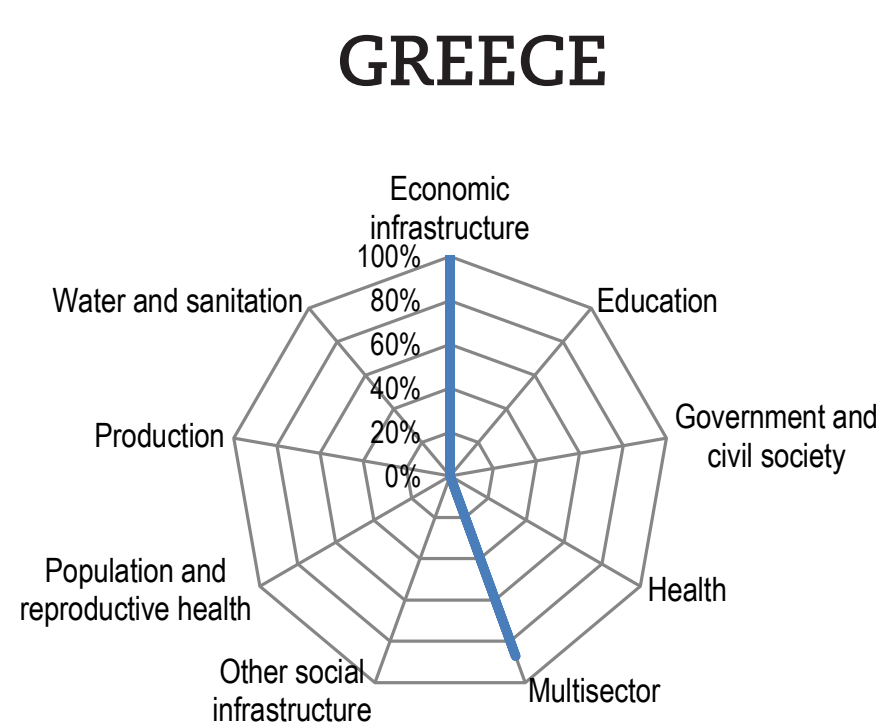 GREECE
Economic
infrastructure
100%
80%
60%
40%
20%
0%
Education
Government and
civil society
Health
Multisector
Other social
infrastructure
Population and
reproductive health
Production
Water and sanitation